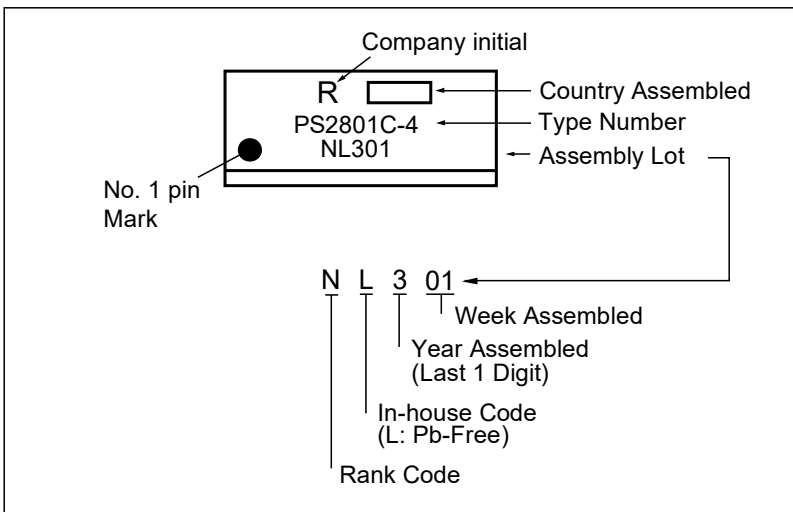 Company initial
R
Country Assembled
PS2801C-4
Type Number
NL301
Assembly Lot
No. 1 pin
Mark
N L 3 01
Week Assembled
Year Assembled
(Last 1 Digit)
In-house Code
(L: Pb-Free)
Rank Code